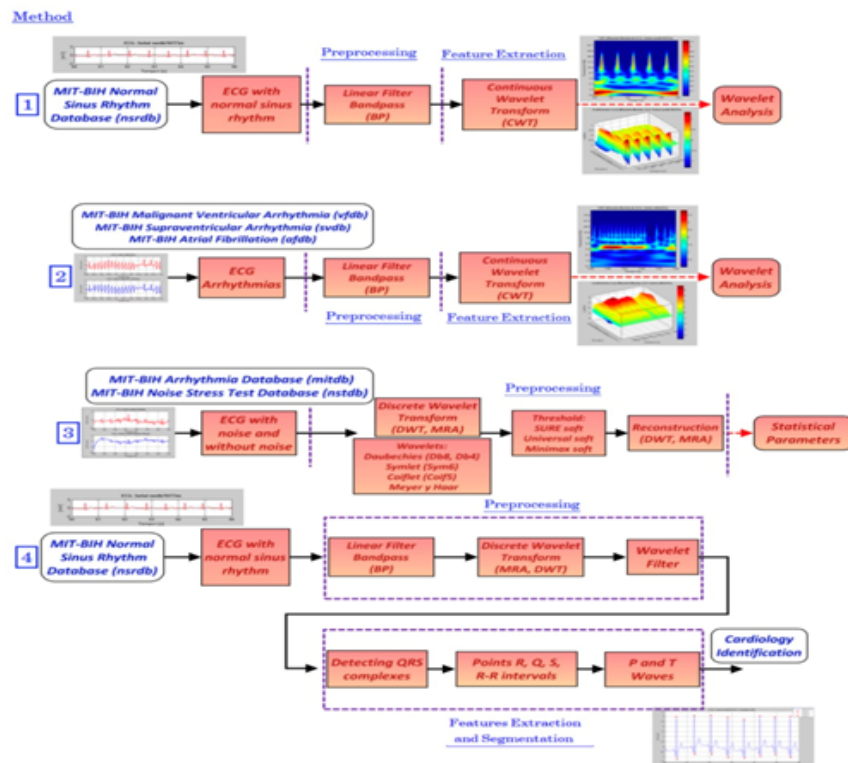 Method
Preprocessing
Feature Extraction
1
MIT-BIH Normal
Sinus Rhythm
Database (nsrdb)
ECG with
normal sinus
rhythm
Linear Filter
Bandpass
(BP)
Continuous
Wavelet
Transform
(CWT)
Wavelet
Analysis
MIT-BIH Malignant Ventricular Arrhythmia (vfdb)
MIT-BIH Supraventricular Arrhythmia (svdb)
MIT-BIH Atrial Fibrillation (afdb)
2
ECG
Arrhythmias
Linear Filter
Bandpass
(BP)
Continuous
Wavelet
Transform
(CWT)
Wavelet
Analysis
Preprocessing
Feature Extraction
MIT-BIH Arrhythmia Database (mitdb)
MIT-BIH Noise Stress Test Database (nstdb)
Preprocessing
3
ECG with
noise and
without noise
Discrete Wavelet
Transform
(DWT, MRA)
Wavelets:
Daubechies (Db8, Db4)
Symlet (Sym6)
Coiflet (Coif5)
Meyer y Haar
Threshold:
SURE soft
Universal soft
Minimax soft
Reconstruction
(DWT, MRA)
Statistical
Parameters
Preprocessing
4
MIT-BIH Normal
Sinus Rhythm
Database (nsrdb)
ECG with
normal sinus
rhythm
Linear Filter
Bandpass
(BP)
Discrete Wavelet
Transform
(MRA, DWT)
Wavelet
Filter
Detecting QRS
complexes
Points R, Q, S,
R-R intervals
P and T
Waves
Cardiology
Identification
Features Extraction
and Segmentation